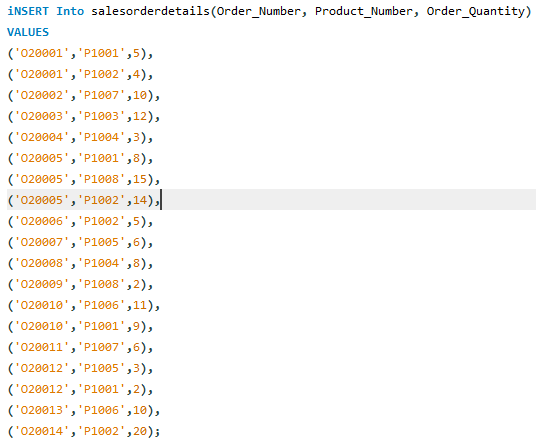 iNSERT Into salesorderdetails(Order_Number, Product_Number, Order_Quantity)
VALUES
('O20001','P1001',5),
('O20001','P1002',4),
('O20002','P1007',10),
('O20003','P1003',12),
('O20004','P1004',3),
('O20005','P1001',8),
('O20005','P1008',15),
('O20005','P1002',14),
('O20006','P1002',5),
('O20007','P1005',6),
('O20008','P1004',8),
('O20009','P1008',2),
('O20010','P1006',11),
('O20010','P1001',9),
('O20011','P1007',6),
('O20012','P1005',3),
('O20012','P1001',2),
('O20013','P1006',10),
('O20014','P1002',20);